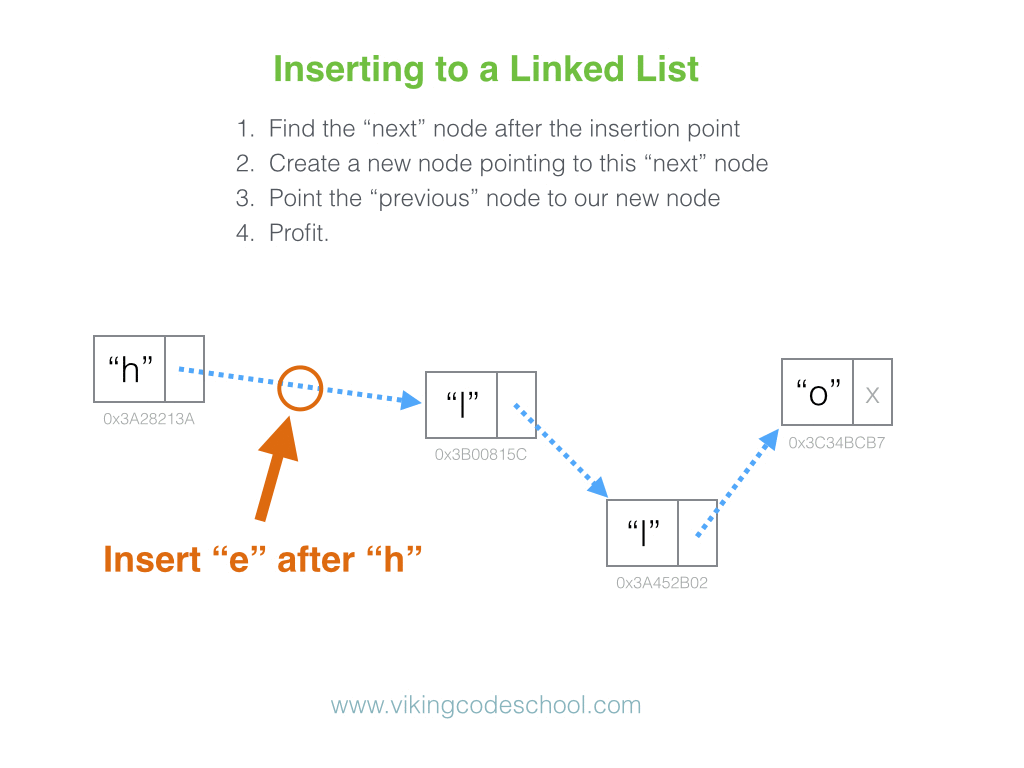 Inserting to a Linked List
1. Find the “next” node after the insertion point
2. Create a new node pointing to this “next” node
3. Point the “previous” node to our new node
4. Profit.
“h”
0x3A28213A
“l”
0x3B00815C
“o” X
0x3C34BCB7
“l”
0x3A452B02
Insert “e” after “h”
www.vikingcodeschool.com